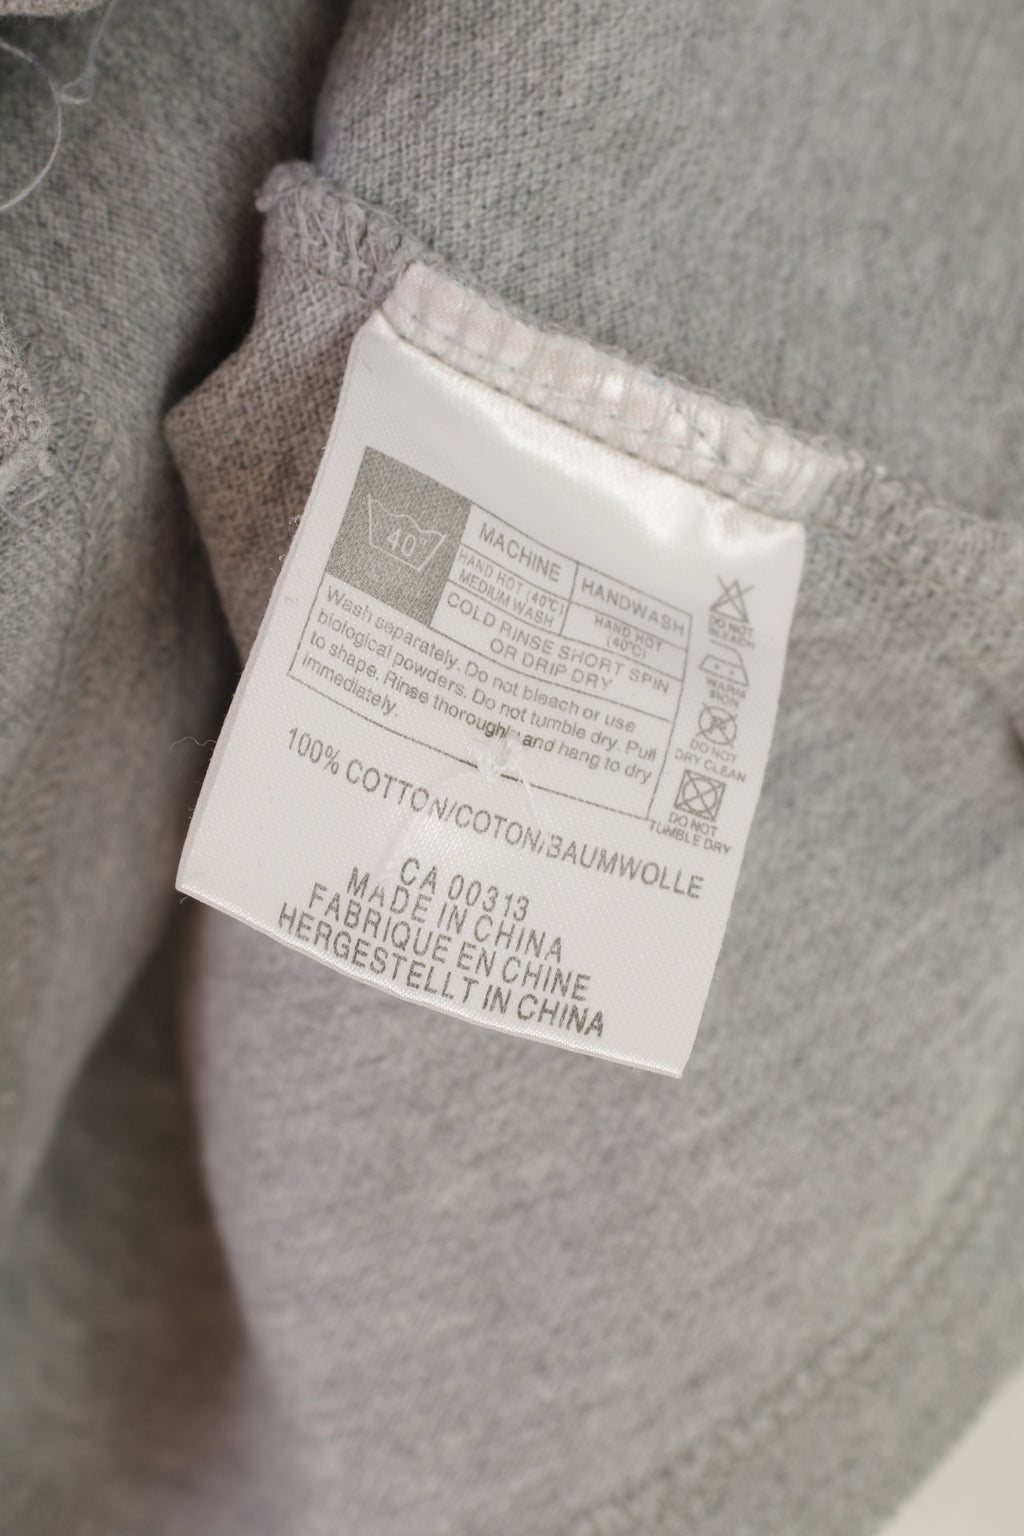 40
MACHINE
HANDWASH
HAND HOT (40°C)
MEDIUM WASH
HAND HOT
(40°C)
COLD RINSE SHORT SPIN
OR DRIP DRY
Wash separately. Do not bleach or use
biological powders. Do not tumble dry. Pull
to shape. Rinse thoroughly and hang to dry
immediately.
DO NOT
BLEACH
WARM
DO NOT
DRY CLEAN
DO NOT
TUMBLE DRY
100% COTTON/COTON/BAUMWOLLE
CA 00313
MADE IN CHINA
FABRIQUE EN CHINE
HERGESTELLT IN CHINA